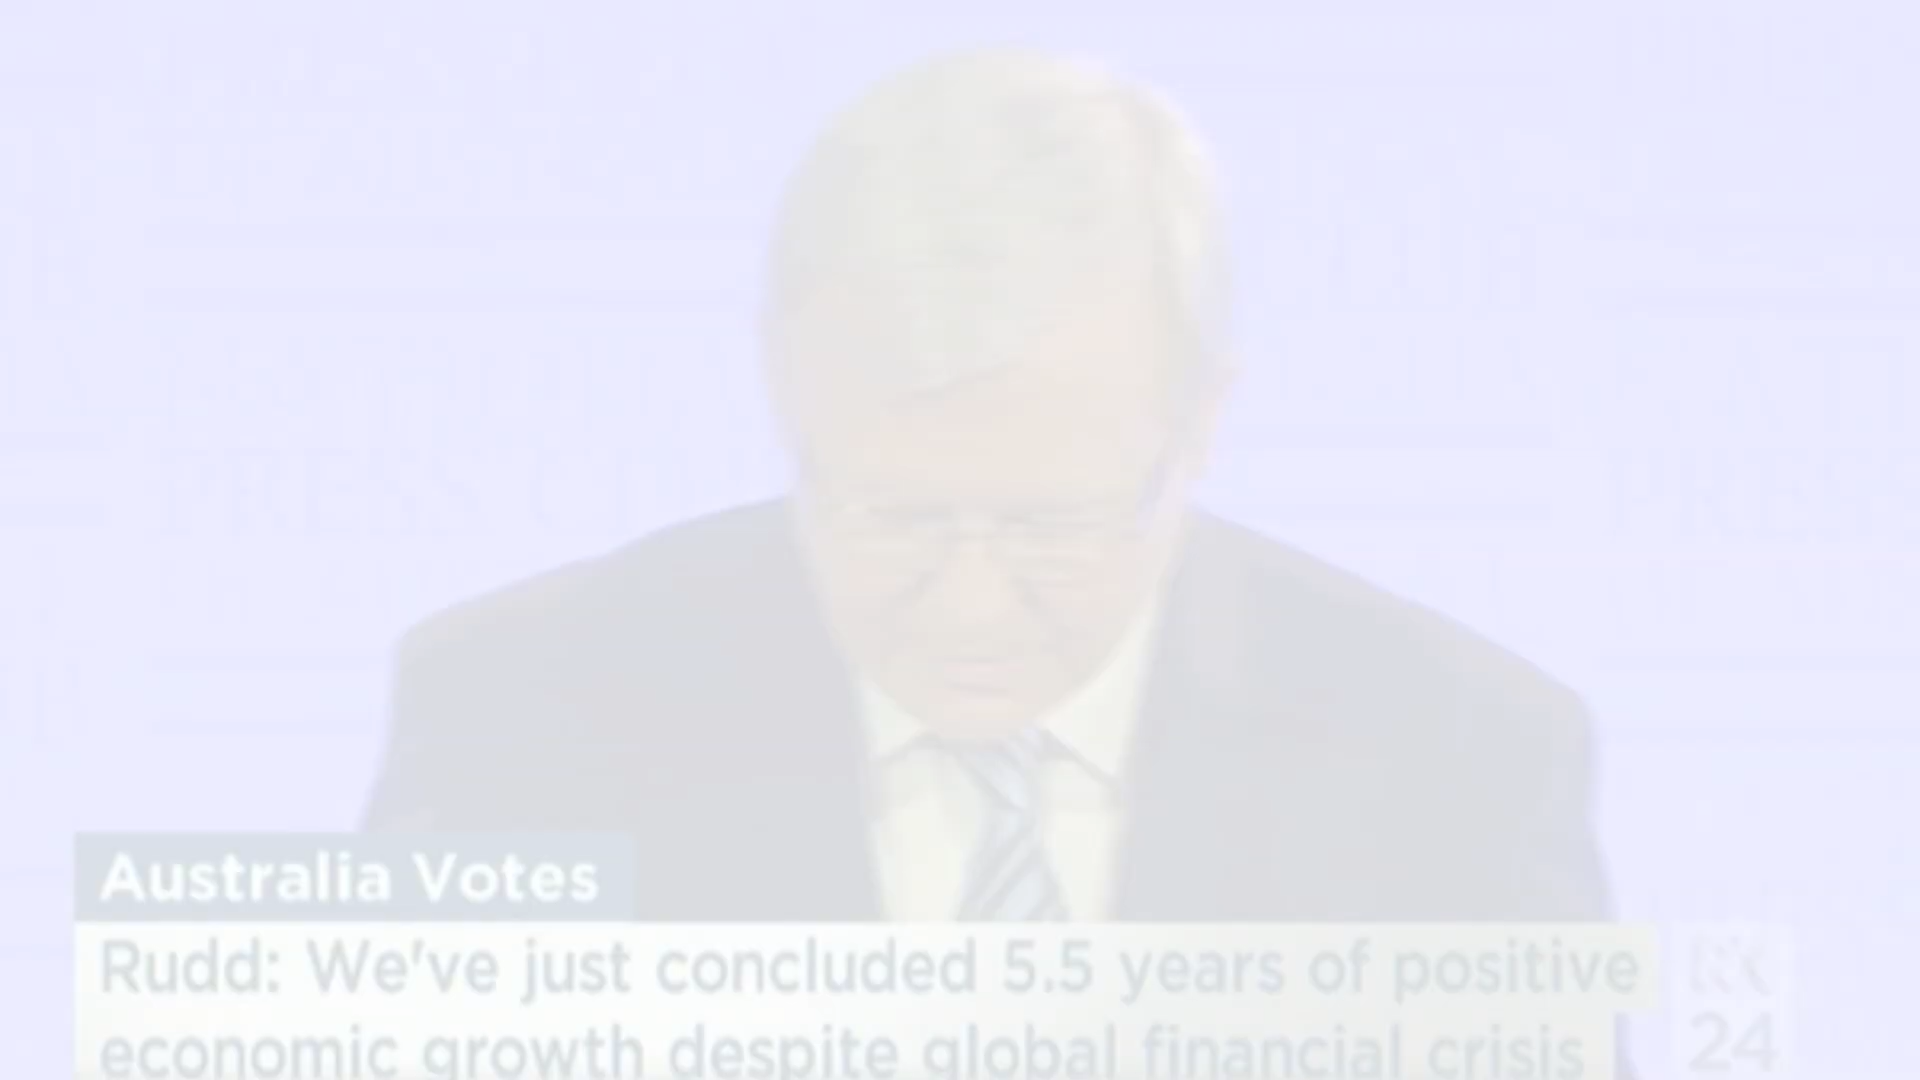 Australia Votes
Rudd: We've just concluded 5.5 years of positive
economic growth despite global financial crisis
24